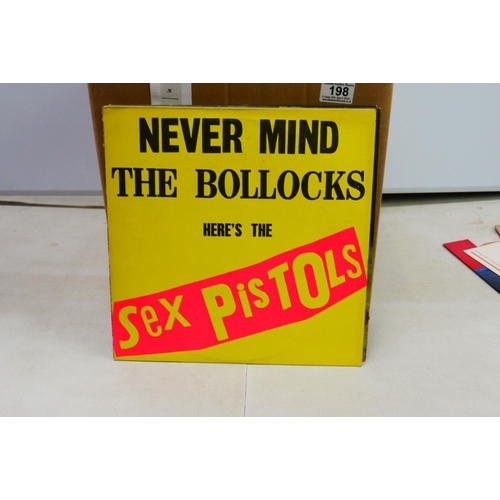 198
NEVER MIND
THE BOLLOCKS
HERE'S THE
Sex PiSTOLS